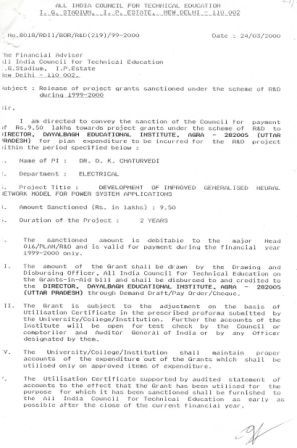 ALL INDIA COUNCIL FOR TECHNICAL EDUCATION
I. G. STADIUM, I. P. ESTATE, NEW DELHI - 110 002
No.8018/RDII/BOR/R&D(219)/99-2000 Date : 24/03/2000
The Financial Adviser
All India Council for Technical Education
I.G.Stadium, I.P.Estate
New Delhi - 110 002.
Subject : Release of project grants sanctioned under the scheme of R&D
during 1999-2000
Sir,
I am directed to convey the sanction of the Council for payment
of Rs.9,50 lakhs towards project grants under the scheme of R&D to
DIRECTOR, DAYALBAGH EDUCATIONAL INSTITUTE, AGRA - 282005 (UTTAR
PRADESH) for plan expenditure to be incurred for the R&D project
within the period specified below :
. Name of PI : DR. D. K. CHATURVEDI
. Department : ELECTRICAL
. Project Title : DEVELOPMENT OF IMPROVED GENERALISED NEURAL
NETWORK MODEL FOR POWER SYSTEM APPLICATIONS
. Amount Sanctioned (Rs. in lakhs) : 9,50
. Duration of the Project : 2 YEARS
. The sanctioned amount is debitable to the major Head
D16/PLAN/R&D and is valid for payment during the financial year
1999-2000 only.
I. The amount of the Grant shall be drawn by the Drawing and
Disbursing Officer, All India Council for Technical Education on
the Grants-in-Aid bill and shall be disbursed to and credited to
the DIRECTOR, DAYALBAGH EDUCATIONAL INSTITUTE, AGRA - 282005
(UTTAR PRADESH) through Demand Draft/Pay Order/Cheque.
II. The Grant is subject to the adjustment on the basis of
Utilisation Certificate in the prescribed proforma submitted by
the University/College/Institution. Further the accounts of the
Institute will be open for test check by the Council or
comptroller and Auditor General of India or by any Officer
designated by them.
V. The University/College/Institution shall maintain proper
accounts of the expenditure out of the Grants which shall be
utilised only on approved items of expenditure.
. The Utilisation Certificate supported by audited statement of
accounts to the effect that the Grant has been utilised for the
purpose for which it has been sanctioned shall be furnished to
the All India Council for Technical Education as early as
possible after the close of the current financial year.